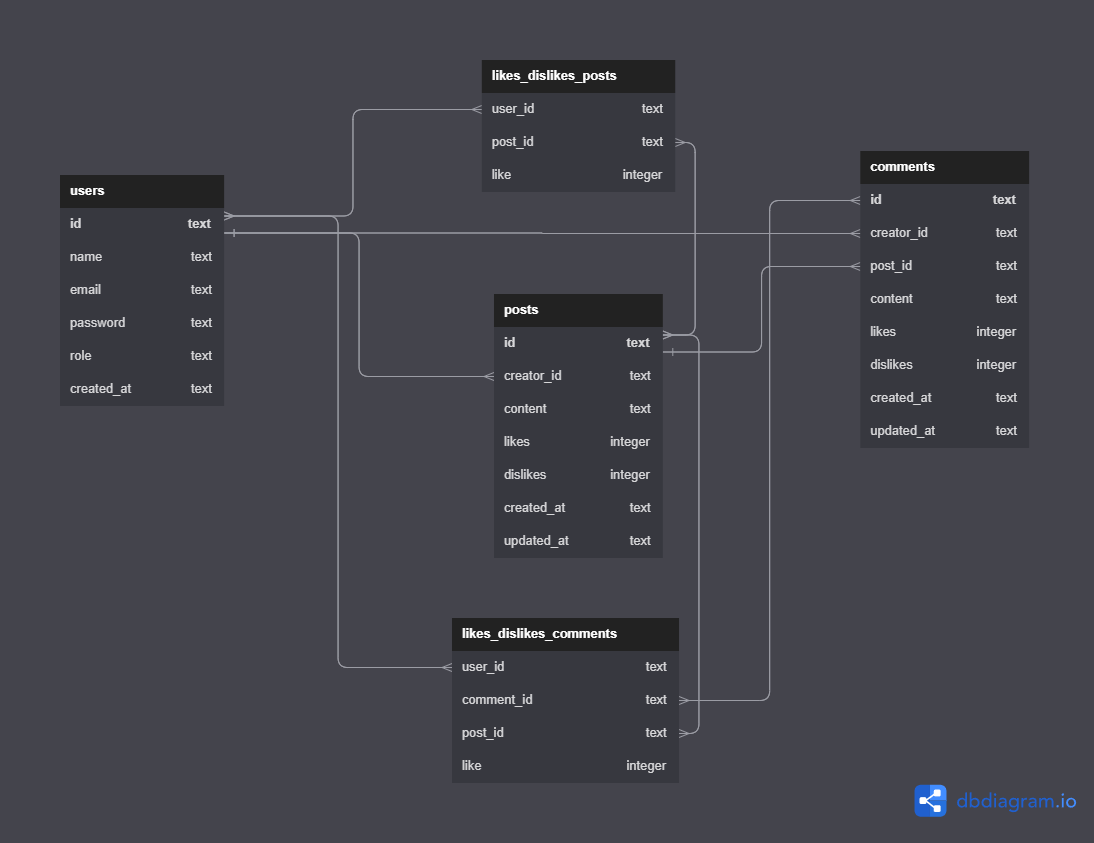 likes_dislikes_posts
user_id text
post_id text
like integer
users
id text
name text
email text
password text
role text
created_at text
comments
id text
creator_id text
post_id text
content text
likes integer
dislikes integer
created_at text
updated_at text
posts
id text
creator_id text
content text
likes integer
dislikes integer
created_at text
updated_at text
likes_dislikes_comments
user_id text
comment_id text
post_id text
like integer
dbdiagram.io